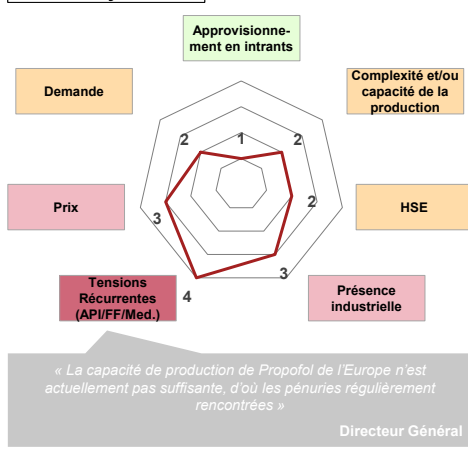 Approvisionne-
ment en intrants
Complexité et/ou
capacité de la
production
Demande
2
1
2
Prix
3
2
HSE
Tensions
Récurrentes
(API/FF/Med.)
4
3
Présence
industrielle
« La capacité de production de Propofol de l'Europe n'est
actuellement pas suffisante, d'où les pénuries régulièrement
rencontrées »
Directeur Général